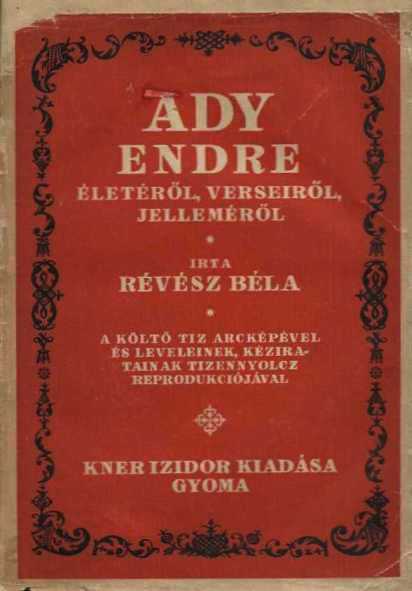 ADY
ENDRE
ÉLETÉRŐL, VERSEIRŐL,
JELLEMÉRŐL
IRTA
RÉVÉSZ BÉLA
A KÖLTŐ TIZ ARCKÉPÉVEL
ÉS LEVELEINEK, KÉZIRA-
TAINAK TIZENNYOLCZ
REPRODUKCIÓJÁVAL
KNER IZIDOR KIADÁSA
GYOMA